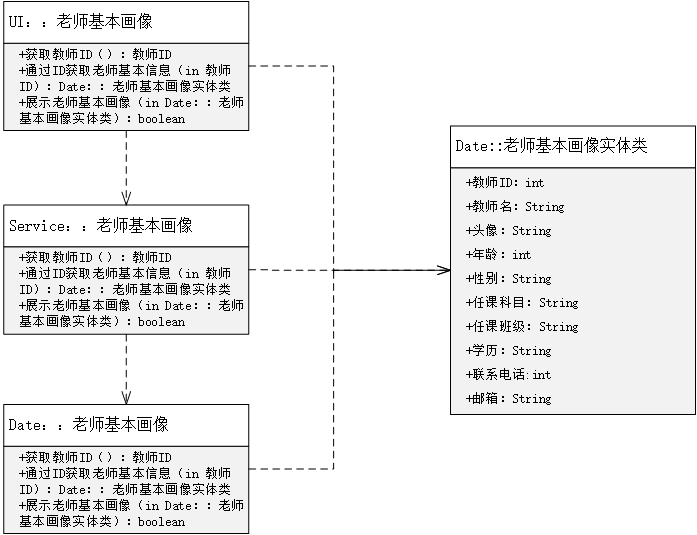 UI：：老师基本画像
+获取教师ID（）：教师ID
+通过ID获取老师基本信息（in 教师
ID）：Date：：老师基本画像实体类
+展示老师基本画像（in Date：：老师
基本画像实体类）：boolean
Service：：老师基本画像
+获取教师ID（）：教师ID
+通过ID获取老师基本信息（in 教师
ID）：Date：：老师基本画像实体类
+展示老师基本画像（in Date：：老师
基本画像实体类）：boolean
Date：：老师基本画像
+获取教师ID（）：教师ID
+通过ID获取老师基本信息（in 教师
ID）：Date：：老师基本画像实体类
+展示老师基本画像（in Date：：老师
基本画像实体类）：boolean
Date::老师基本画像实体类
+教师ID：int
+教师名：String
+头像：String
+年龄：int
+性别：String
+任课科目：String
+任课班级：String
+学历：String
+联系电话:int
+邮箱：String